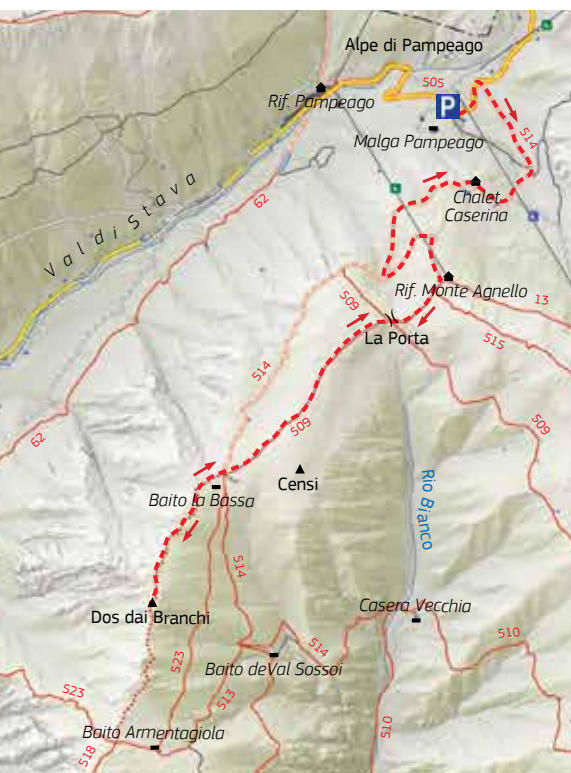 Alpe di Pampeago
505
P
Rif. Pampeago
Malga Pampeago
514
Val di Stava
62
Chalet
Caserina
Rif. Monte Agnello
13
509
515
La Porta
514
509
509
62
Censi
Baito la Bassa
Rio Bianco
514
Casera Vecchia
Dos dai Branchi
514
510
523
Baito deVal Sossoi
523
513
510
Baito Armentagiola
518